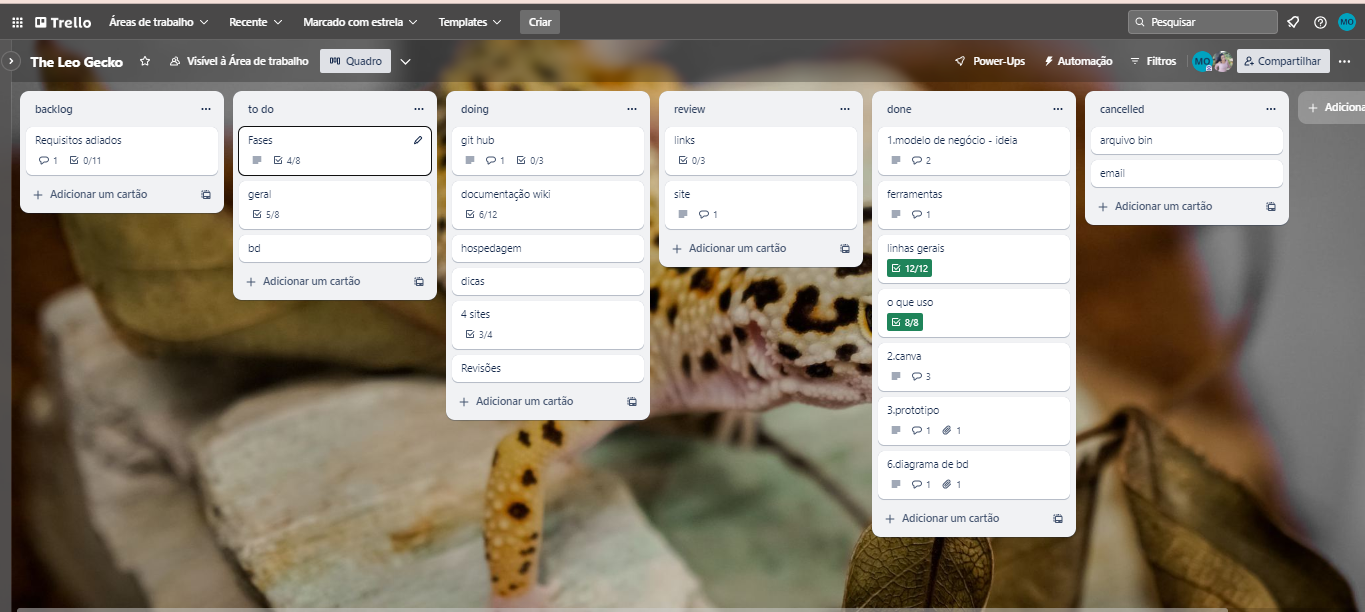 Trello
Áreas de trabalho
Recente
Marcado com estrela
Templates
Criar
Pesquisar
MO
The Leo Gecko
Visível à Área de trabalho
Quadro
Power-Ups
Automação
Filtros
MO
Compartilhar
backlog
Requisitos adiados
1 0/11
Adicionar um cartão
to do
Fases
4/8
geral
5/8
bd
Adicionar um cartão
doing
git hub
1 0/3
documentação wiki
6/12
hospedagem
dicas
4 sites
3/4
Revisões
Adicionar um cartão
review
links
0/3
site
1
Adicionar um cartão
done
1.modelo de negócio - ideia
2
ferramentas
1
linhas gerais
12/12
o que uso
8/8
2.canva
3
3.prototipo
1 1
6.diagrama de bd
1 1
Adicionar um cartão
cancelled
arquivo bin
email
Adicionar um cartão
Adiciona